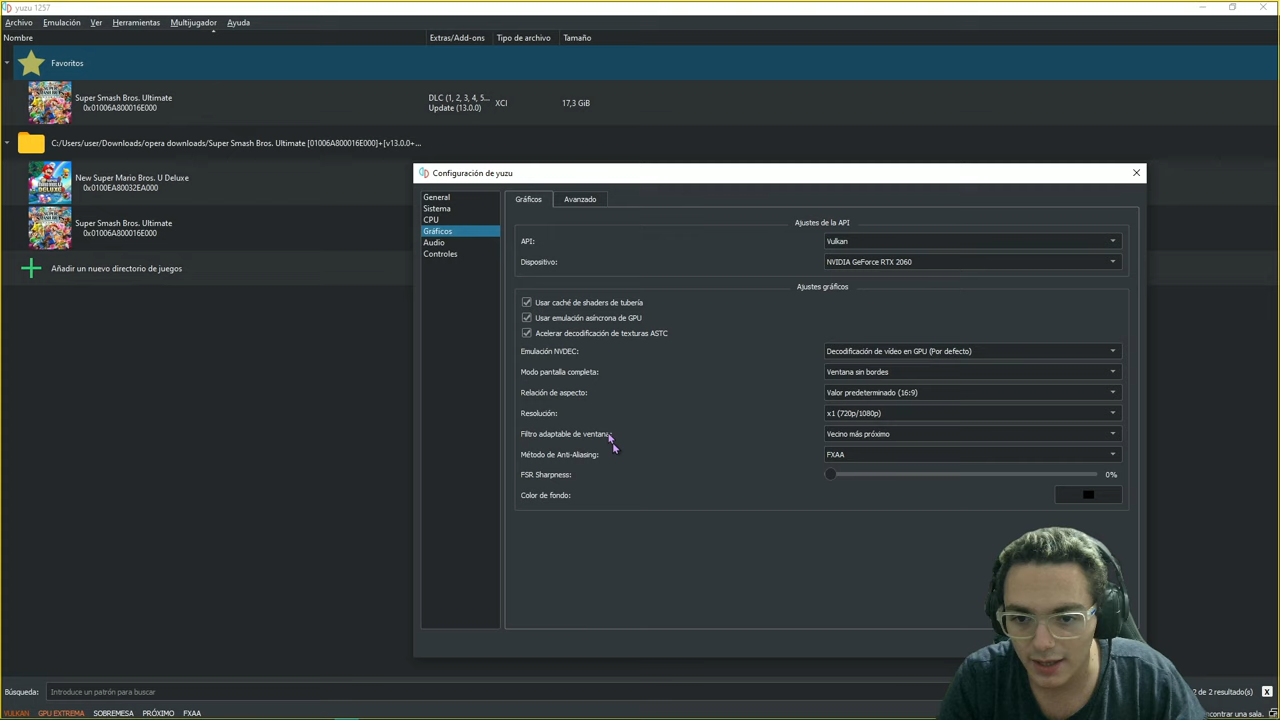 yuzu 1257
Archivo Emulación Ver Herramientas Multijugador Ayuda
Nombre Extras/Add-ons Tipo de archivo Tamaño
Favoritos
Super Smash Bros. Ultimate
0x01006A800016E000
DLC (1, 2, 3, 4, 5...
Update (13.0.0)
XCI
17,3 GiB
C:/Users/user/Downloads/opera downloads/Super Smash Bros. Ultimate [01006A800016E000]+[v13.0.0+...
New Super Mario Bros. U Deluxe
0x0100EA80032EA000
Super Smash Bros. Ultimate
0x01006A800016E000
Añadir un nuevo directorio de juegos
Configuración de yuzu
General
Sistema
CPU
Gráficos
Audio
Controles
Gráficos Avanzado
Ajustes de la API
API: Vulkan
Dispositivo: NVIDIA GeForce RTX 2060
Ajustes gráficos
Usar caché de shaders de tubería
Usar emulación asíncrona de GPU
Acelerar decodificación de texturas ASTC
Emulación NVDEC: Decodificación de vídeo en GPU (Por defecto)
Modo pantalla completa: Ventana sin bordes
Relación de aspecto: Valor predeterminado (16:9)
Resolución: x1 (720p/1080p)
Filtro adaptable de ventana: Vecino más próximo
Método de Anti-Aliasing: FXAA
FSR Sharpness: 0%
Color de fondo:
Búsqueda: Introduce un patrón para buscar
2 de 2 resultado(s) X
VULKAN GPU EXTREMA SOBREMESA PRÓXIMO FXAA
encontrar una sala.